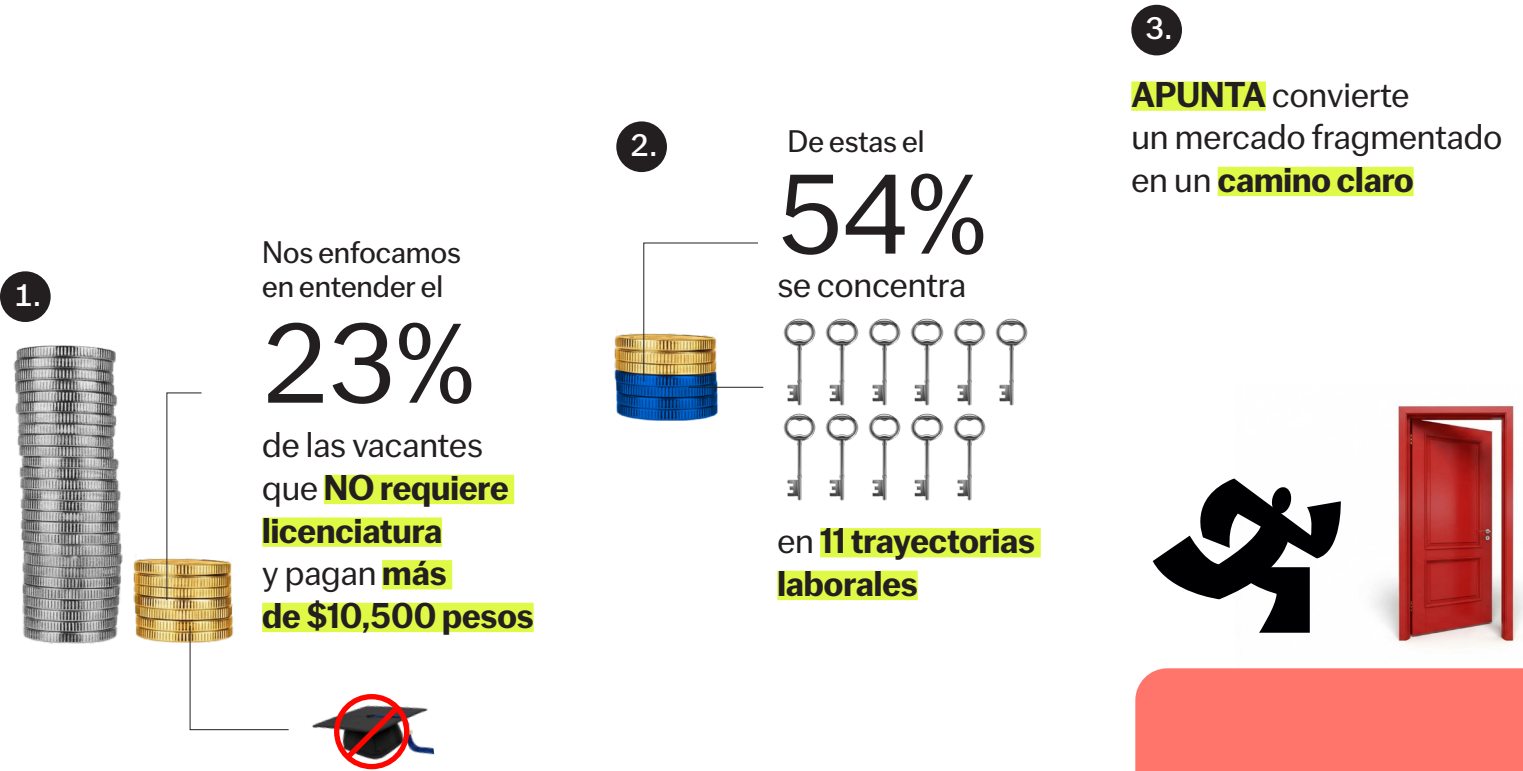 1.
Nos enfocamos
en entender el
23%
de las vacantes
que NO requiere
licenciatura
y pagan más
de $10,500 pesos
2.
De estas el
54%
se concentra
en 11 trayectorias
laborales
3.
APUNTA convierte
un mercado fragmentado
en un camino claro